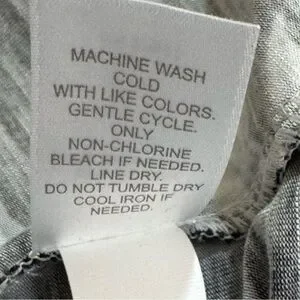 MACHINE WASH
COLD
WITH LIKE COLORS.
GENTLE CYCLE.
ONLY
NON-CHLORINE
BLEACH IF NEEDED.
LINE DRY.
DO NOT TUMBLE DRY
COOL IRON IF
NEEDED.